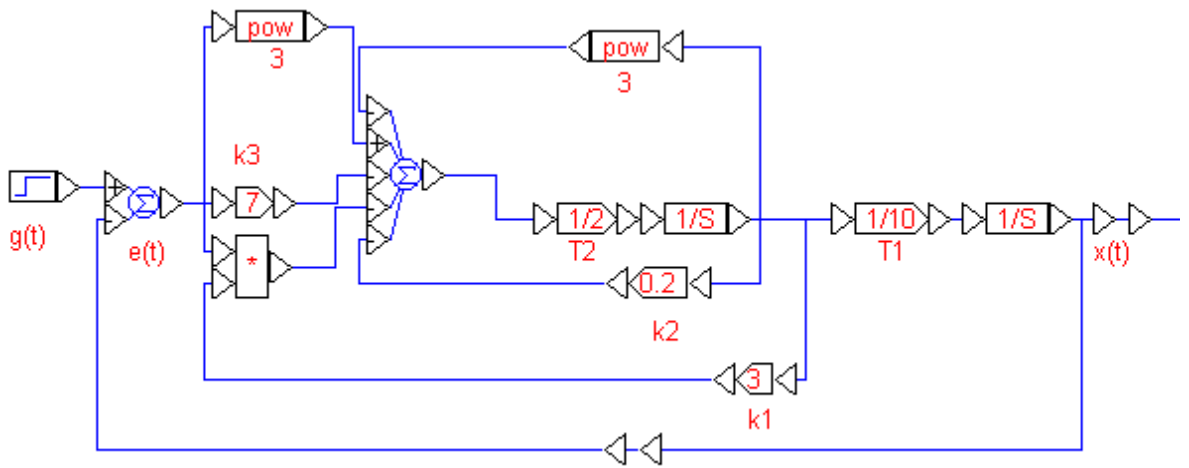 pow
3
pow
3
k3
+
+
Σ
Σ
7
-
g(t)
e(t)
*
1/2
1/S
1/10
1/S
T2
T1
x(t)
0.2
k2
3
k1